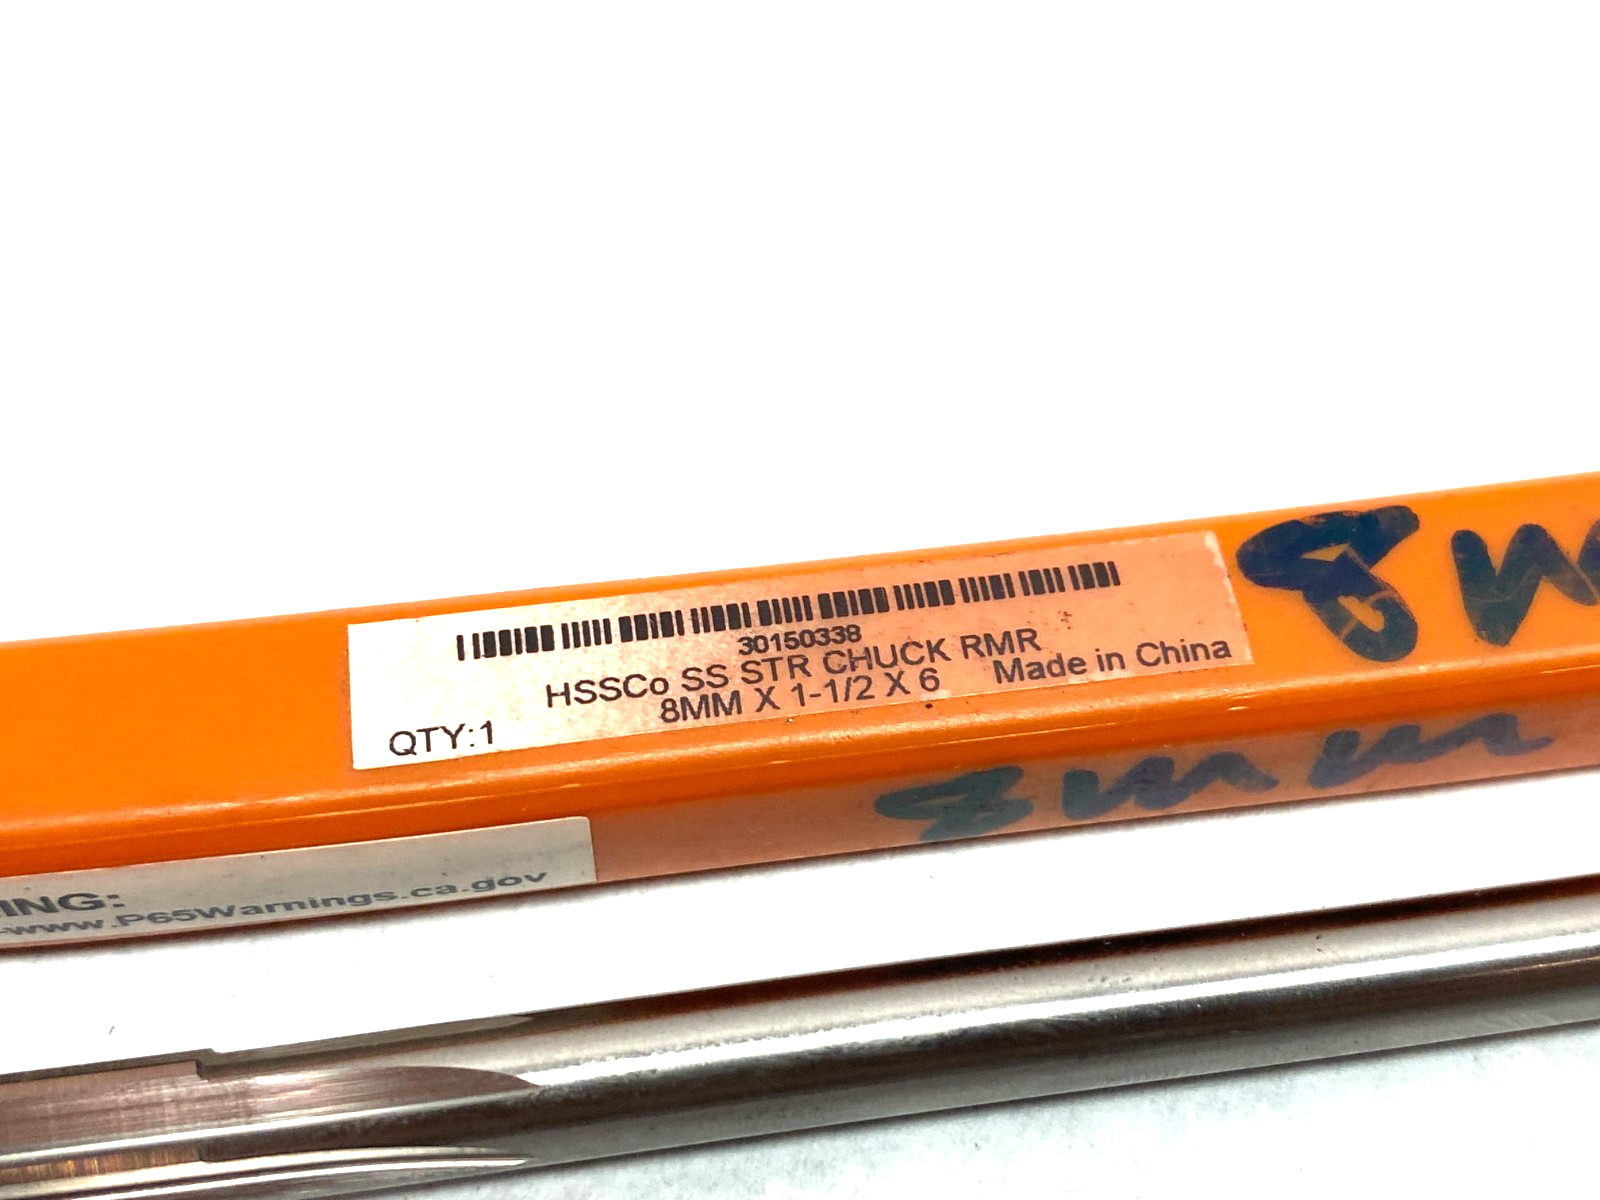 30150338
HSSCo SS STR CHUCK RMR
8MM X 1-1/2 X 6
Made in China
QTY:1
8m
8mm
ING:
www.P65Warnings.ca.gov